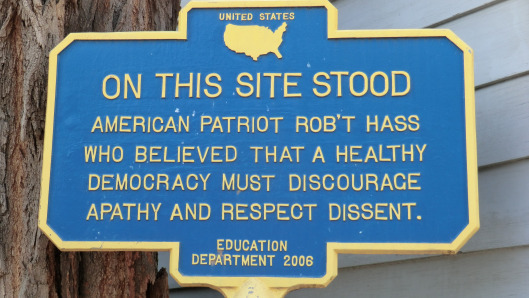 UNITED STATES
ON THIS SITE STOOD
AMERICAN PATRIOT ROB'T HASS
WHO BELIEVED THAT A HEALTHY
DEMOCRACY MUST DISCOURAGE
APATHY AND RESPECT DISSENT.
EDUCATION
DEPARTMENT 2006